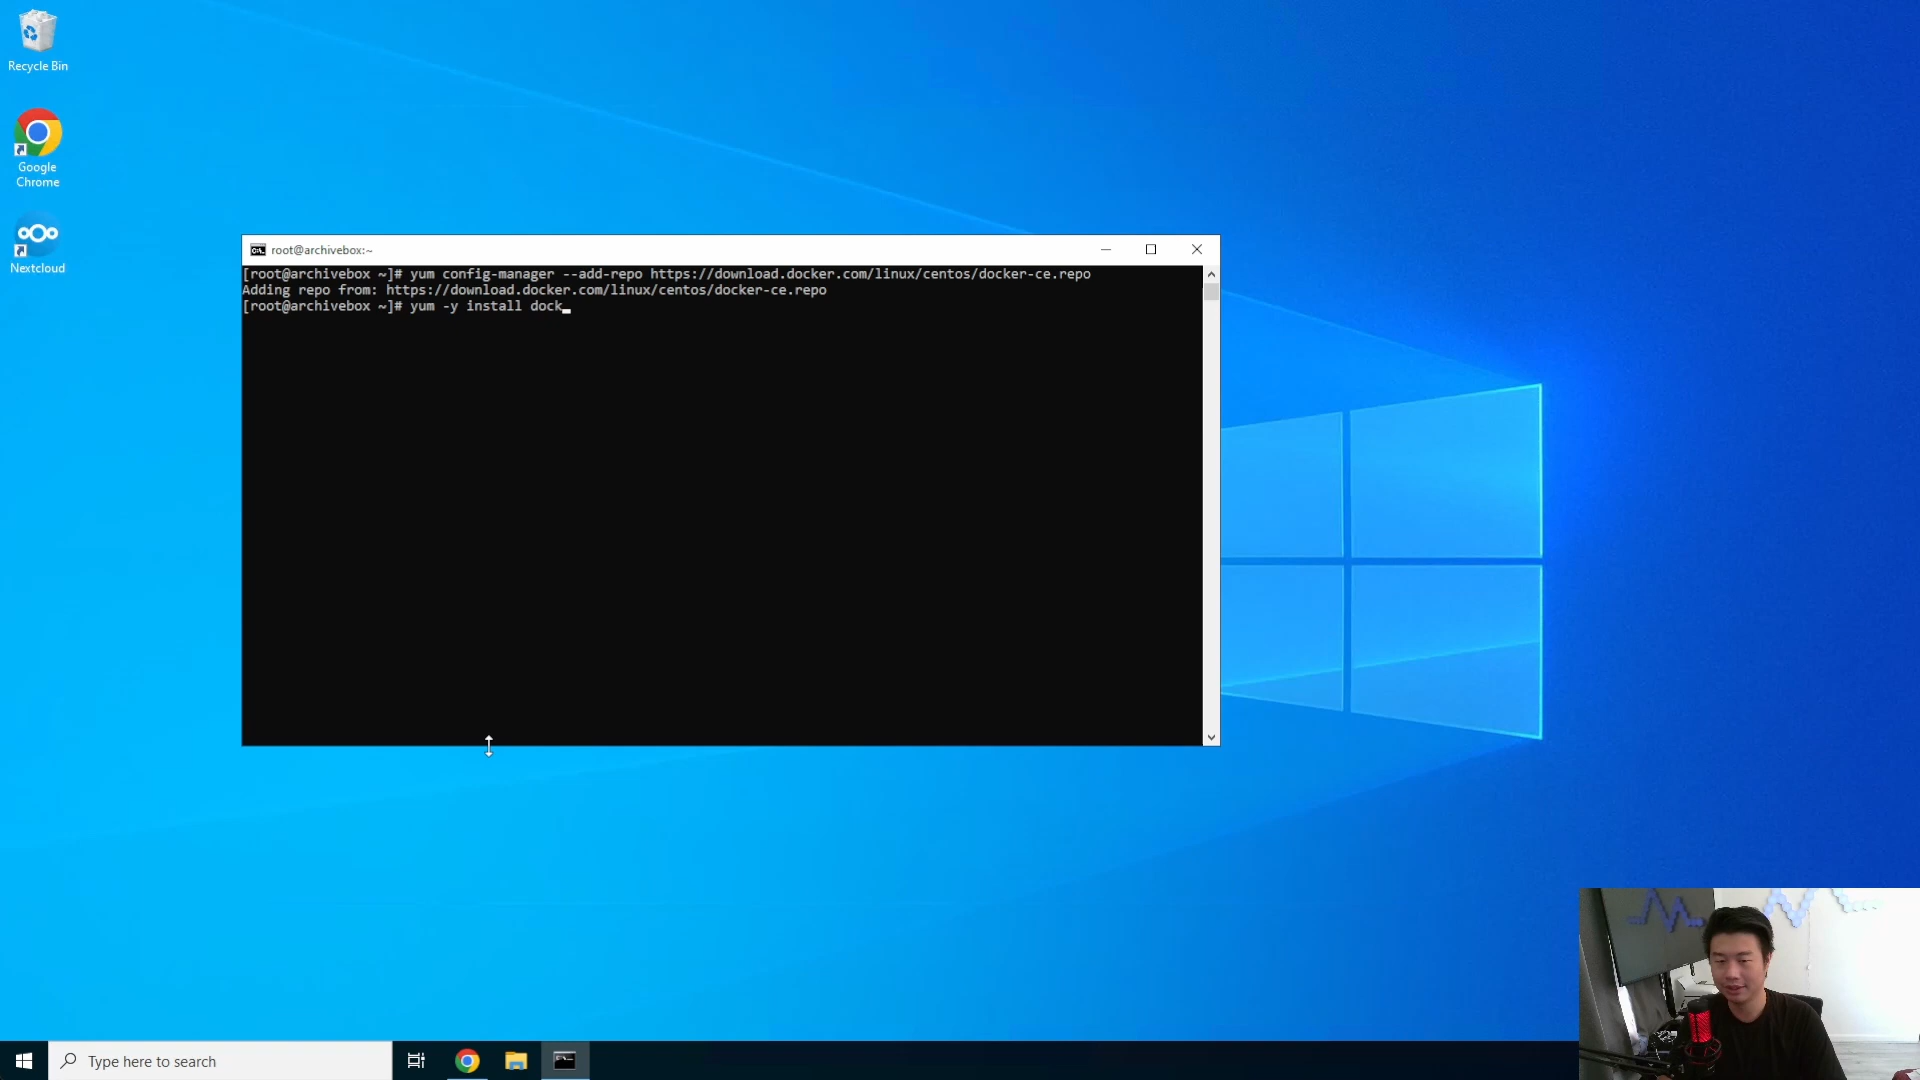 Recycle Bin
Google
Chrome
Nextcloud
root@archivebox:~
[root@archivebox ~]# yum config-manager --add-repo https://download.docker.com/linux/centos/docker-ce.repo
Adding repo from: https://download.docker.com/linux/centos/docker-ce.repo
[root@archivebox ~]# yum -y install dock
Type here to search